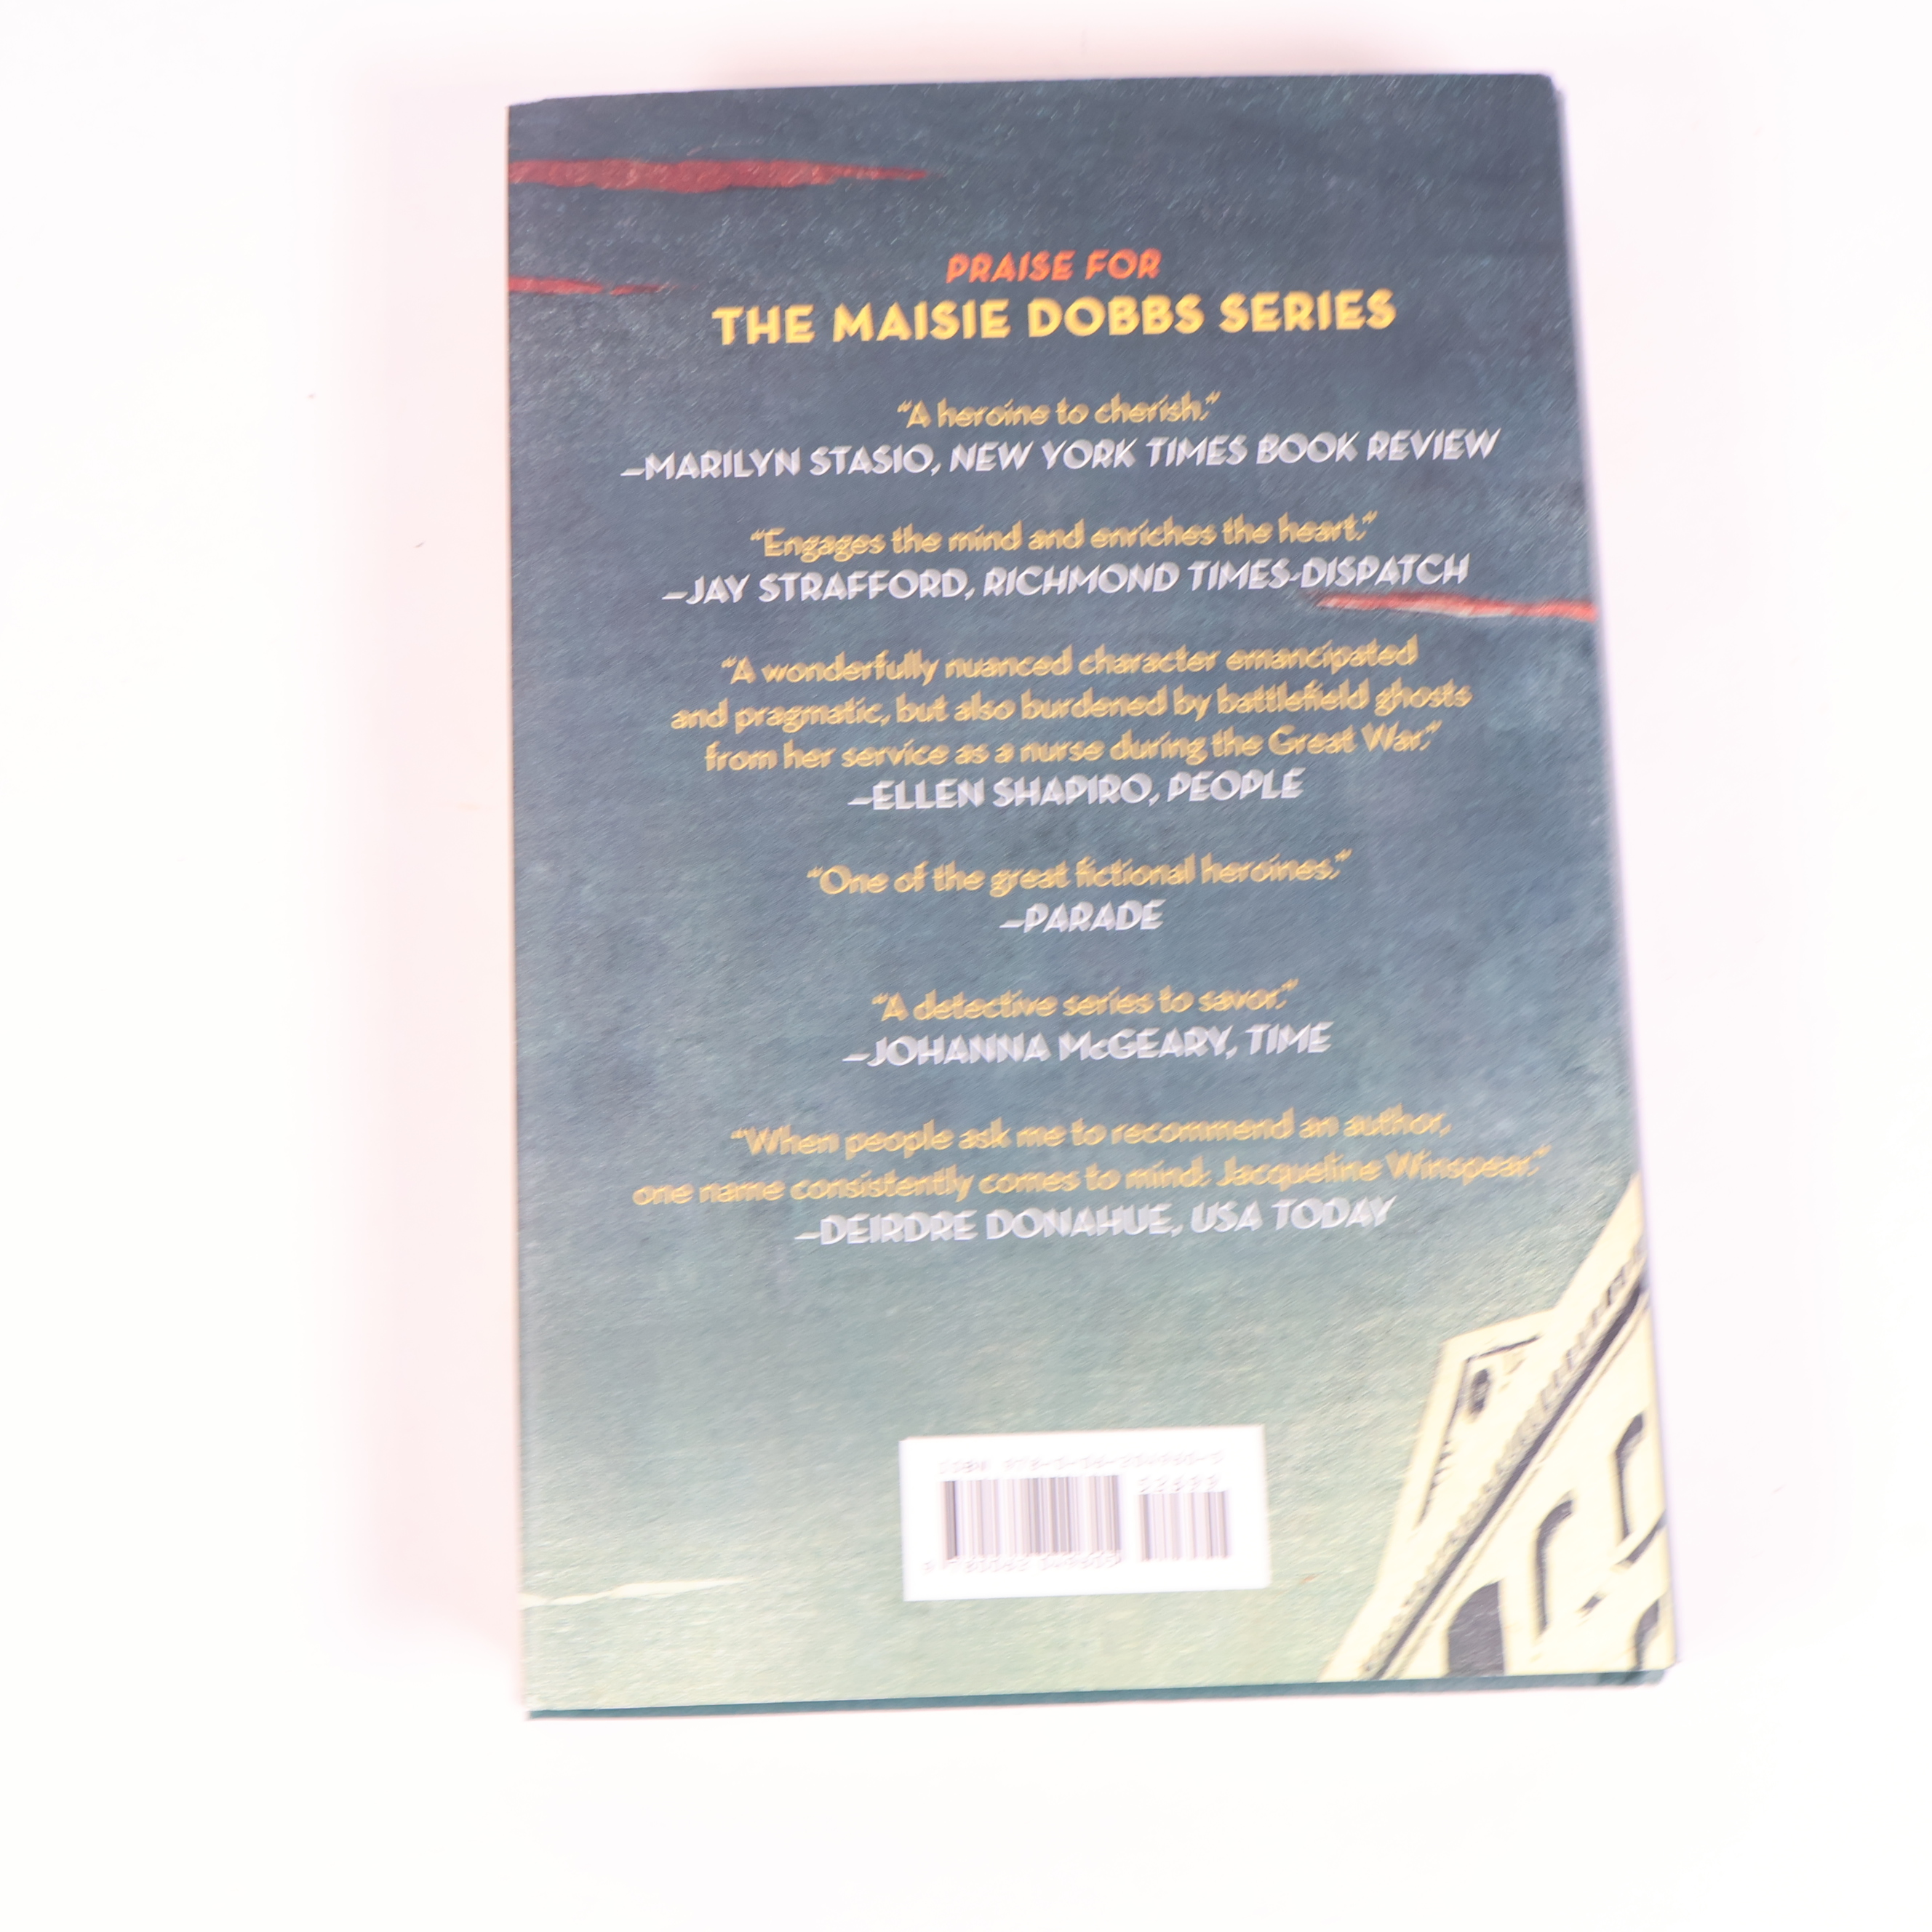 PRAISE FOR
THE MAISIE DOBBS SERIES
“A heroine to cherish.”
—MARILYN STASIO, NEW YORK TIMES BOOK REVIEW
“Engages the mind and enriches the heart.”
—JAY STRAFFORD, RICHMOND TIMES-DISPATCH
“A wonderfully nuanced character emancipated
and pragmatic, but also burdened by battlefield ghosts
from her service as a nurse during the Great War.”
—ELLEN SHAPIRO, PEOPLE
“One of the great fictional heroines.”
—PARADE
“A detective series to savor.”
—JOHANNA McGEARY, TIME
“When people ask me to recommend an author,
one name consistently comes to mind: Jacqueline Winspear.”
—DEIRDRE DONAHUE, USA TODAY
ISBN